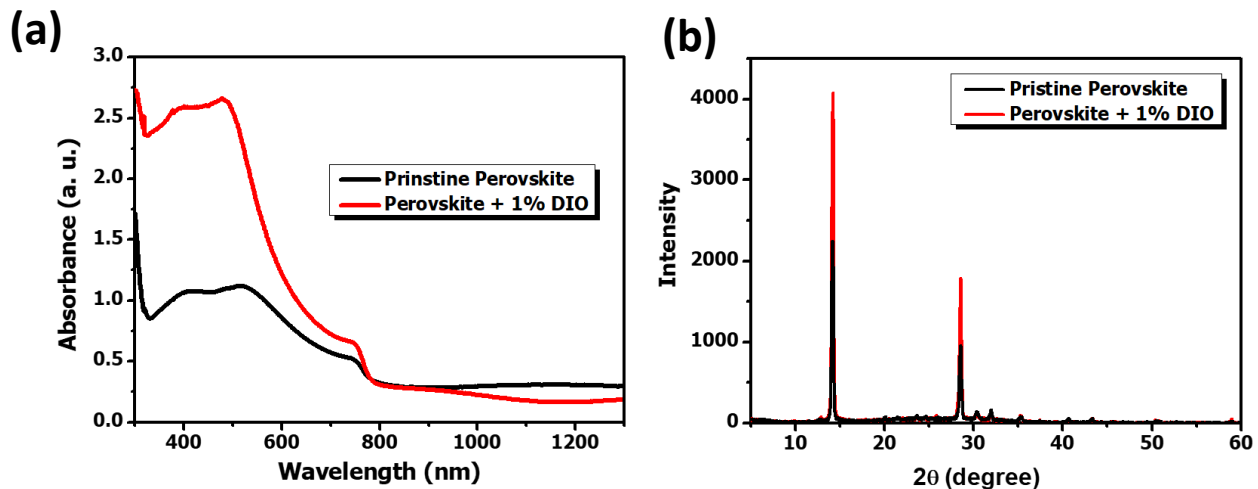 (a)
3.0
2.5
2.0
1.5
1.0
0.5
0.0
Absorbance (a. u.)
Prinstine Perovskite
Perovskite + 1% DIO
400 600 800 1000 1200
Wavelength (nm)
(b)
4000
3000
2000
1000
0
Intensity
Pristine Perovskite
Perovskite + 1% DIO
10 20 30 40 50 60
2θ (degree)